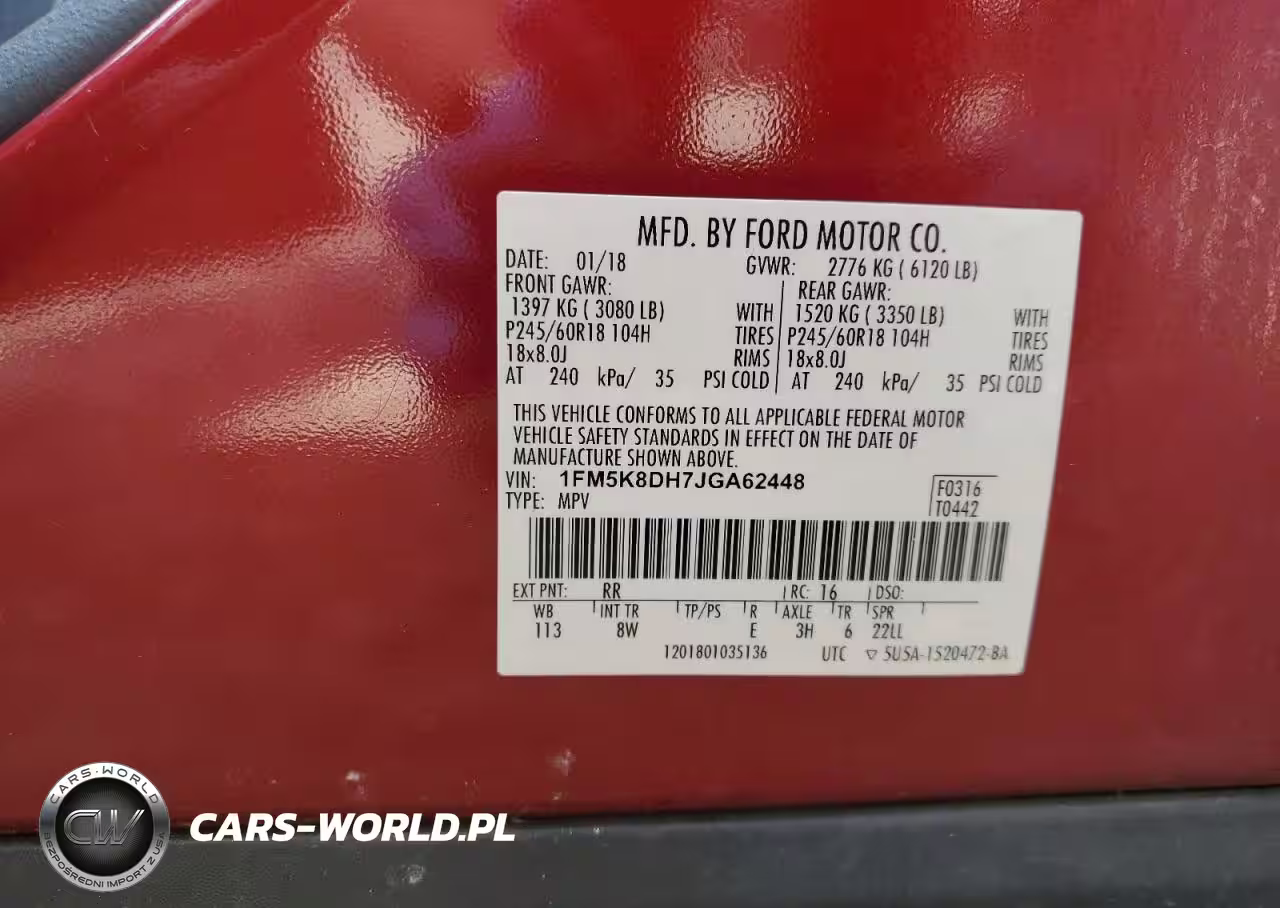 MFD. BY FORD MOTOR CO.
DATE: 01/18 GVWR: 2776 KG ( 6120 LB)
FRONT GAWR: REAR GAWR:
1397 KG ( 3080 LB) WITH 1520 KG ( 3350 LB) WITH
P245/60R18 104H TIRES P245/60R18 104H TIRES
18x8.0J RIMS 18x8.0J RIMS
AT 240 kPa/ 35 PSI COLD AT 240 kPa/ 35 PSI COLD
THIS VEHICLE CONFORMS TO ALL APPLICABLE FEDERAL MOTOR
VEHICLE SAFETY STANDARDS IN EFFECT ON THE DATE OF
MANUFACTURE SHOWN ABOVE.
VIN: 1FM5K8DH7JGA62448 F0316
TYPE: MPV T0442
EXT PNT: RR RC: 16 DSO:
WB INT TR TP/PS R AXLE TR SPR
113 8W E 3H 6 22LL
1201801035136 UTC ▽ 5U5A-1520472-BA
CARS-WORLD
CW
BEZPOŚREDNI IMPORT Z USA
CARS-WORLD.PL